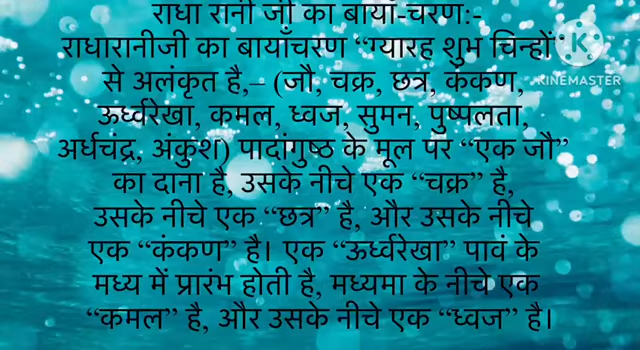 राधा रानी जी का बायाँ-चरण:-
राधारानीजी का बायाँचरण “ग्यारह शुभ चिन्हों"
से अलंकृत है,– (जौ, चक्र, छत्र, कंकण,
ऊर्ध्वरेखा, कमल, ध्वज, सुमन, पुष्पलता,
अर्धचंद्र, अंकुश) पादांगुष्ठ के मूल पर “एक जौ”
का दाना है, उसके नीचे एक “चक्र” है,
उसके नीचे एक “छत्र” है, और उसके नीचे
एक “कंकण” है। एक “ऊर्ध्वरेखा” पावं के
मध्य में प्रारंभ होती है, मध्यमा के नीचे एक
“कमल” है, और उसके नीचे एक “ध्वज” है।
K
KINEMASTER